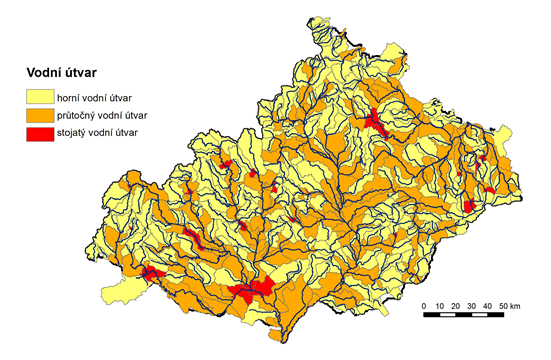 Vodní útvar
horní vodní útvar
průtočný vodní útvar
stojatý vodní útvar
0 10 20 30 40 50 km